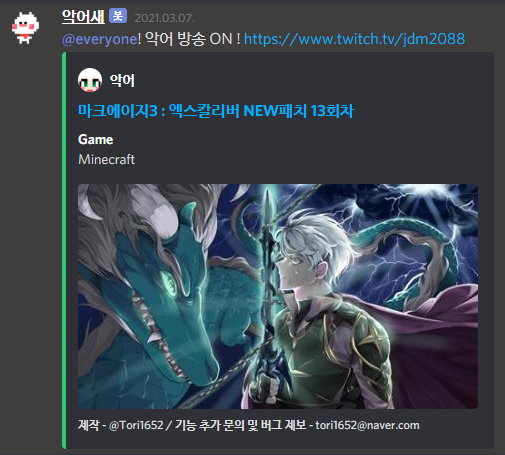 악어새 봇 2021.03.07.
@everyone! 악어 방송 ON ! https://www.twitch.tv/jdm2088
악어
마크에이지3 : 엑스칼리버 NEW패치 13회차
Game
Minecraft
제작 - @Tori1652 / 기능 추가 문의 및 버그 제보 - tori1652@naver.com